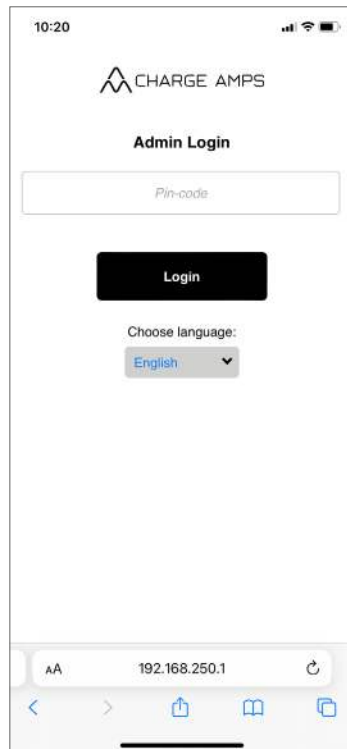 10:20
CHARGE AMPS
Admin Login
Pin-code
Login
Choose language:
English
AA 192.168.250.1